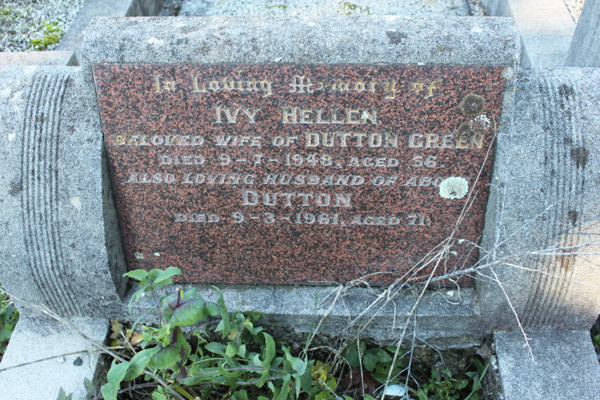 In Loving Memory of
IVY HELLEN
BELOVED WIFE OF DUTTON GREEN
DIED 9-7-1948, AGED 56.
ALSO LOVING HUSBAND OF ABO
DUTTON
DIED 9-3-1961, AGED 71.